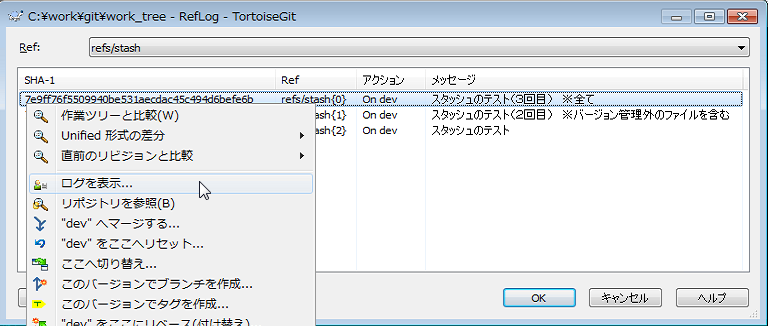 C:¥work¥git¥work_tree - RefLog - TortoiseGit
Ref: refs/stash
SHA-1 Ref アクション メッセージ
7e9ff76f5509940be531aecdac45c494d6befe6b refs/stash{0} On dev スタッシュのテスト(3回目) ※全て
stash{1} On dev スタッシュのテスト(2回目) ※バージョン管理外のファイルを含む
stash{2} On dev スタッシュのテスト
作業ツリーと比較(W)
Unified 形式の差分
直前のリビジョンと比較
ログを表示...
リポジトリを参照(B)
"dev" へマージする...
"dev" をここへリセット...
ここへ切り替え...
このバージョンでブランチを作成...
このバージョンでタグを作成...
"dev" をここにリベース(付け替え)
OK キャンセル ヘルプ